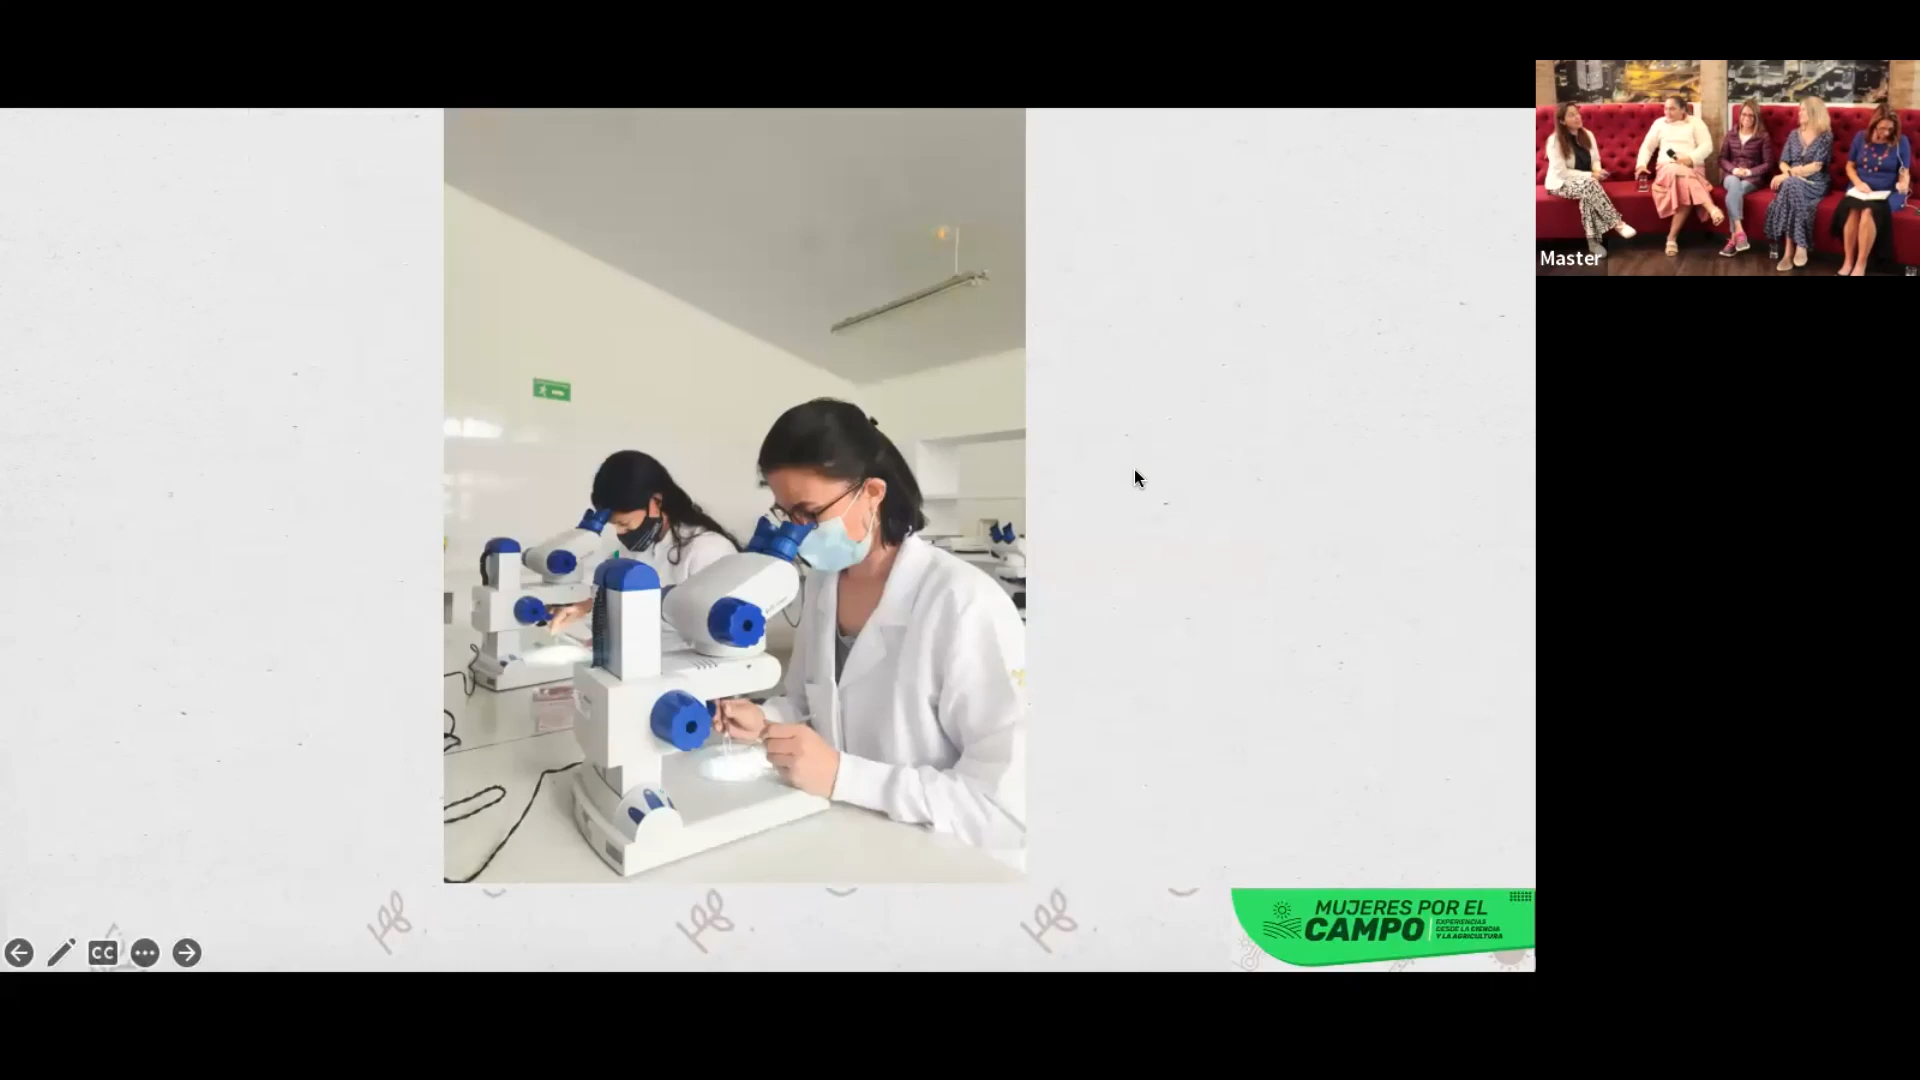 Master
MUJERES POR EL
CAMPO
EXPERIENCIAS
DESDE LA CIENCIA
Y LA AGRICULTURA
CC